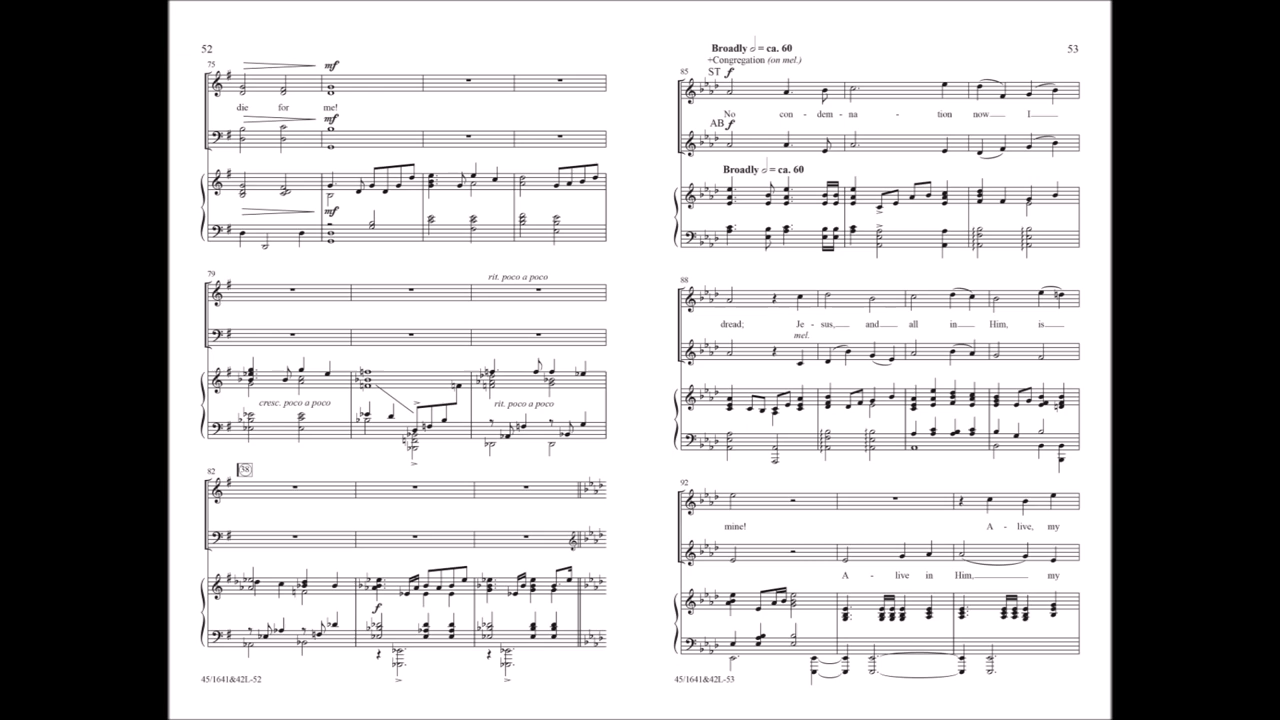 52
75
mf
die for me!
mf
mf
79
rit. poco a poco
cresc. poco a poco
rit. poco a poco
82
58
f
45/1641&42L-52
53
Broadly = ca. 60
+Congregation (on mel.)
85
ST f
No con - dem - na - tion now I
AB f
Broadly = ca. 60
88
dread; Je - sus, and all in Him, is
mel.
92
mine! A - live, my
A - live in Him, my
45/1641&42L-53